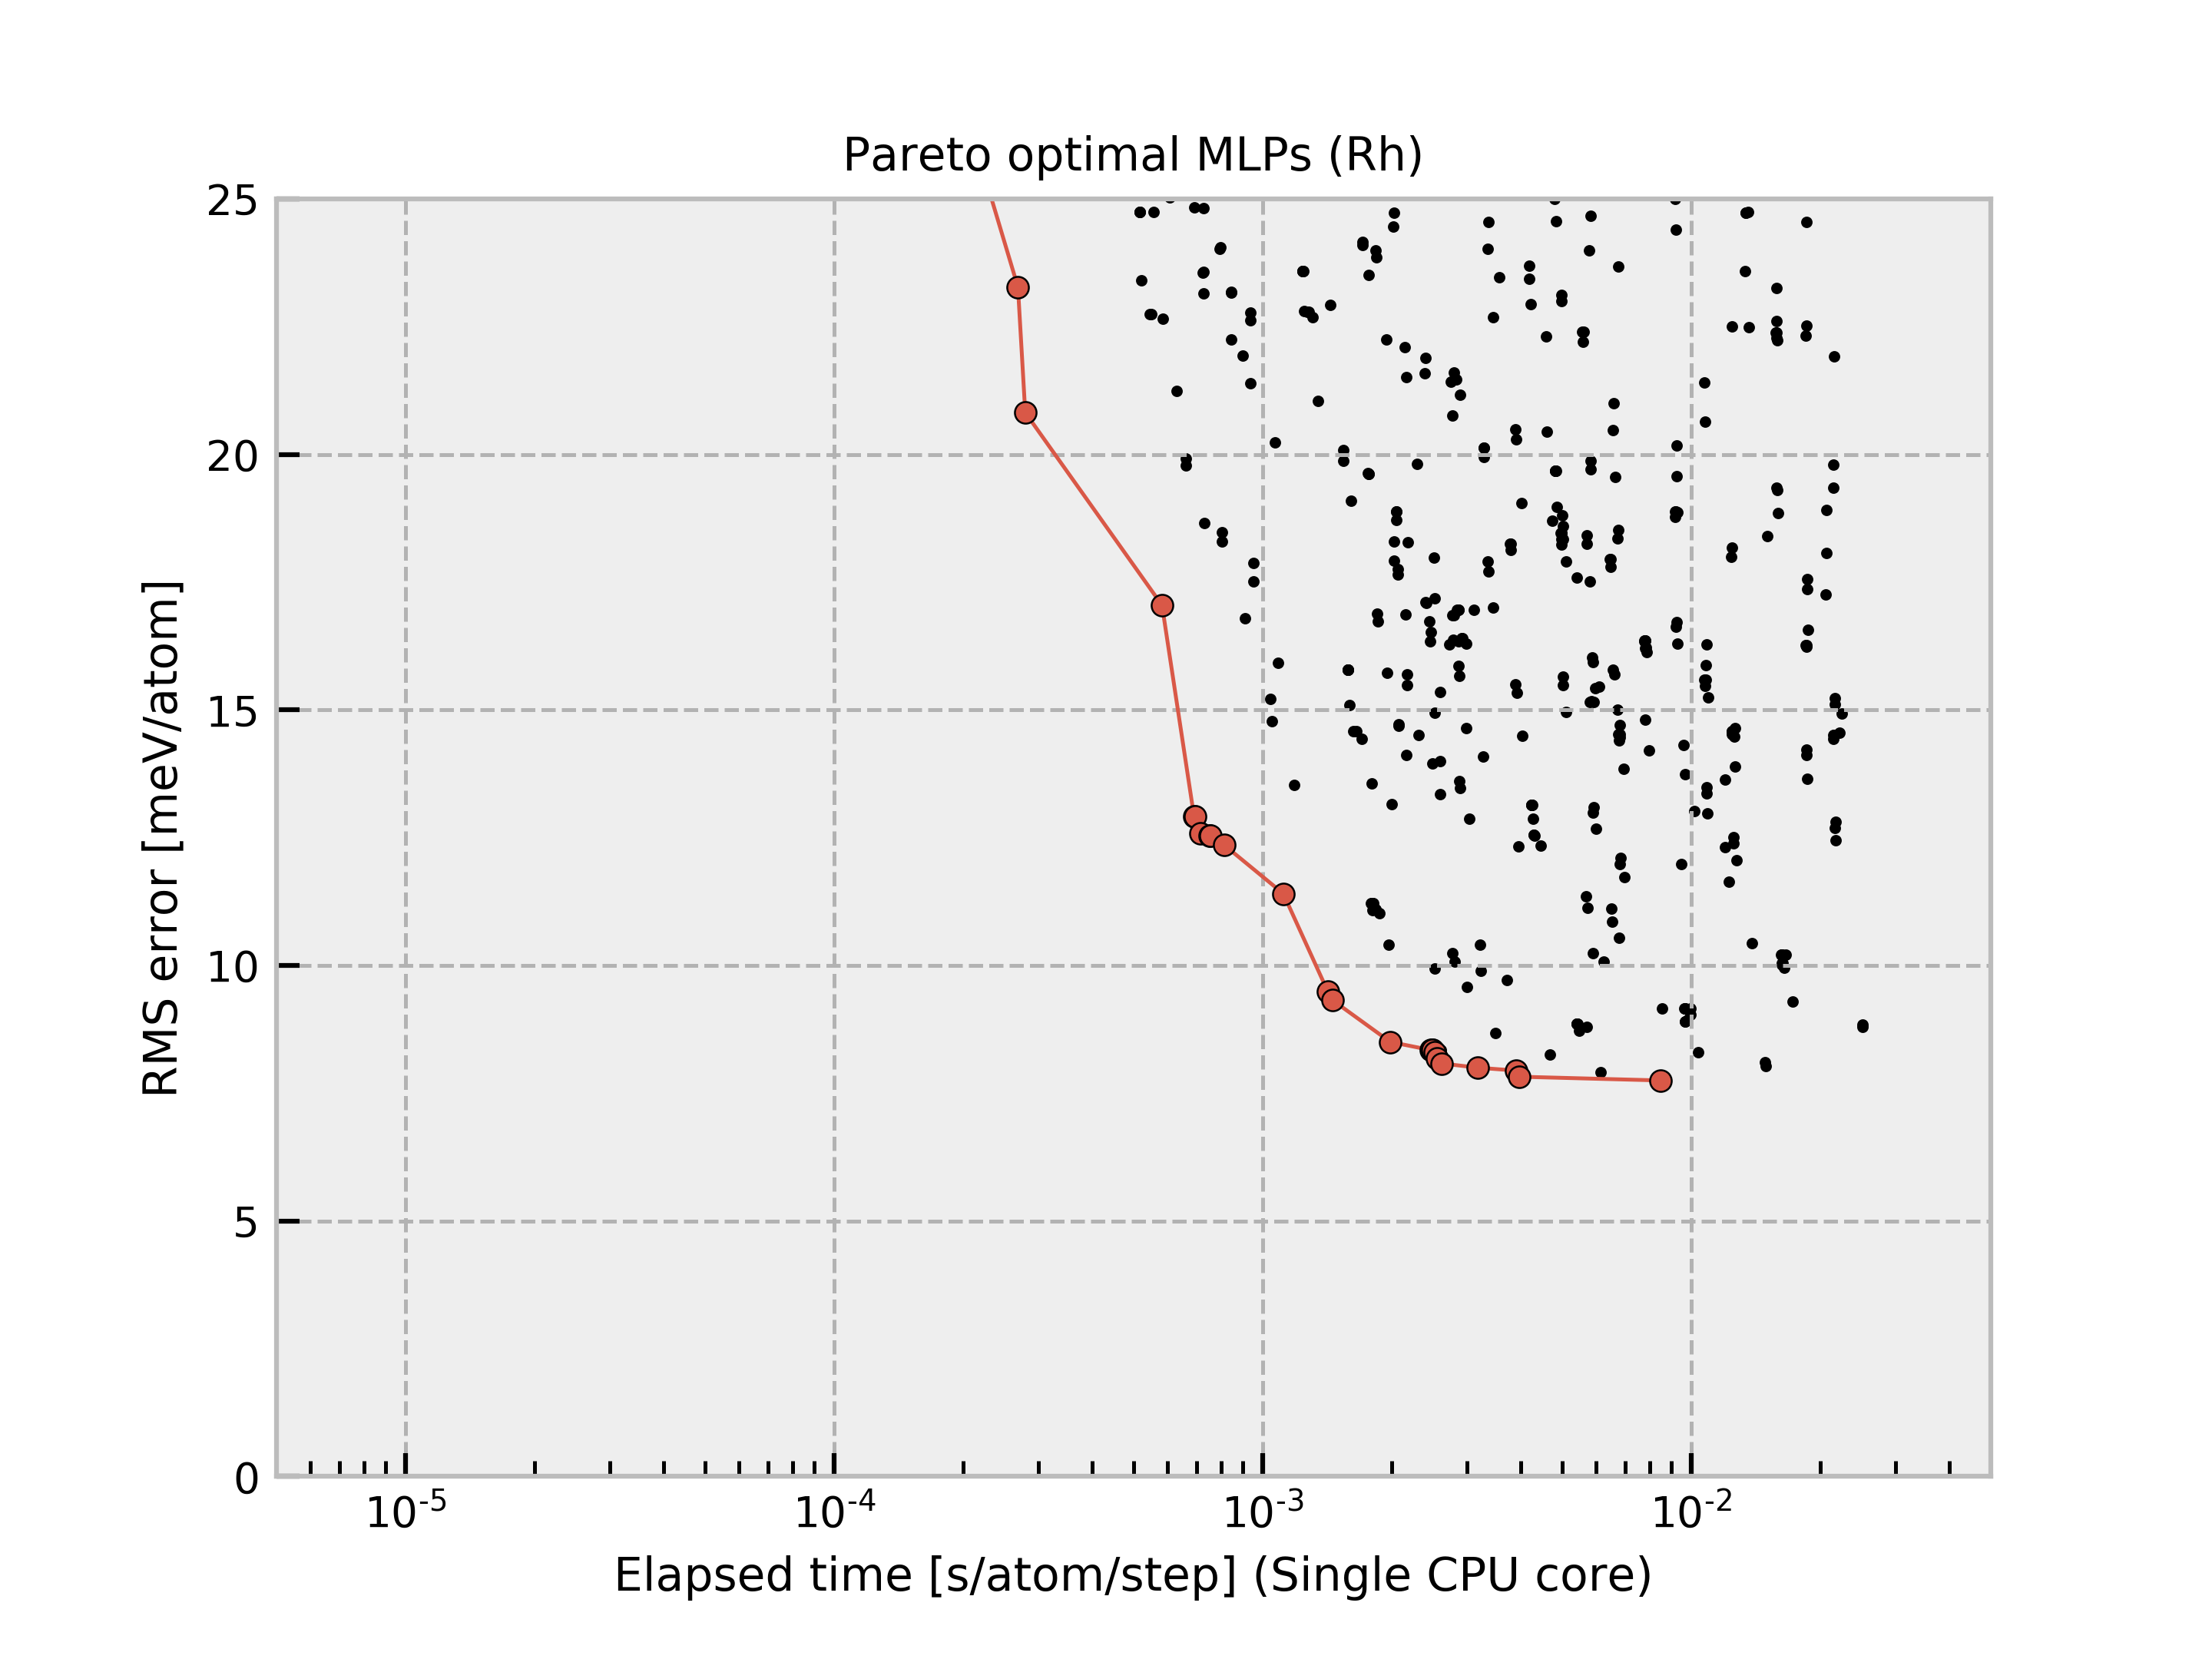 Pareto optimal MLPs (Rh)
25
20
15
10
5
0
RMS error [meV/atom]
10-5 10-4 10-3 10-2
Elapsed time [s/atom/step] (Single CPU core)